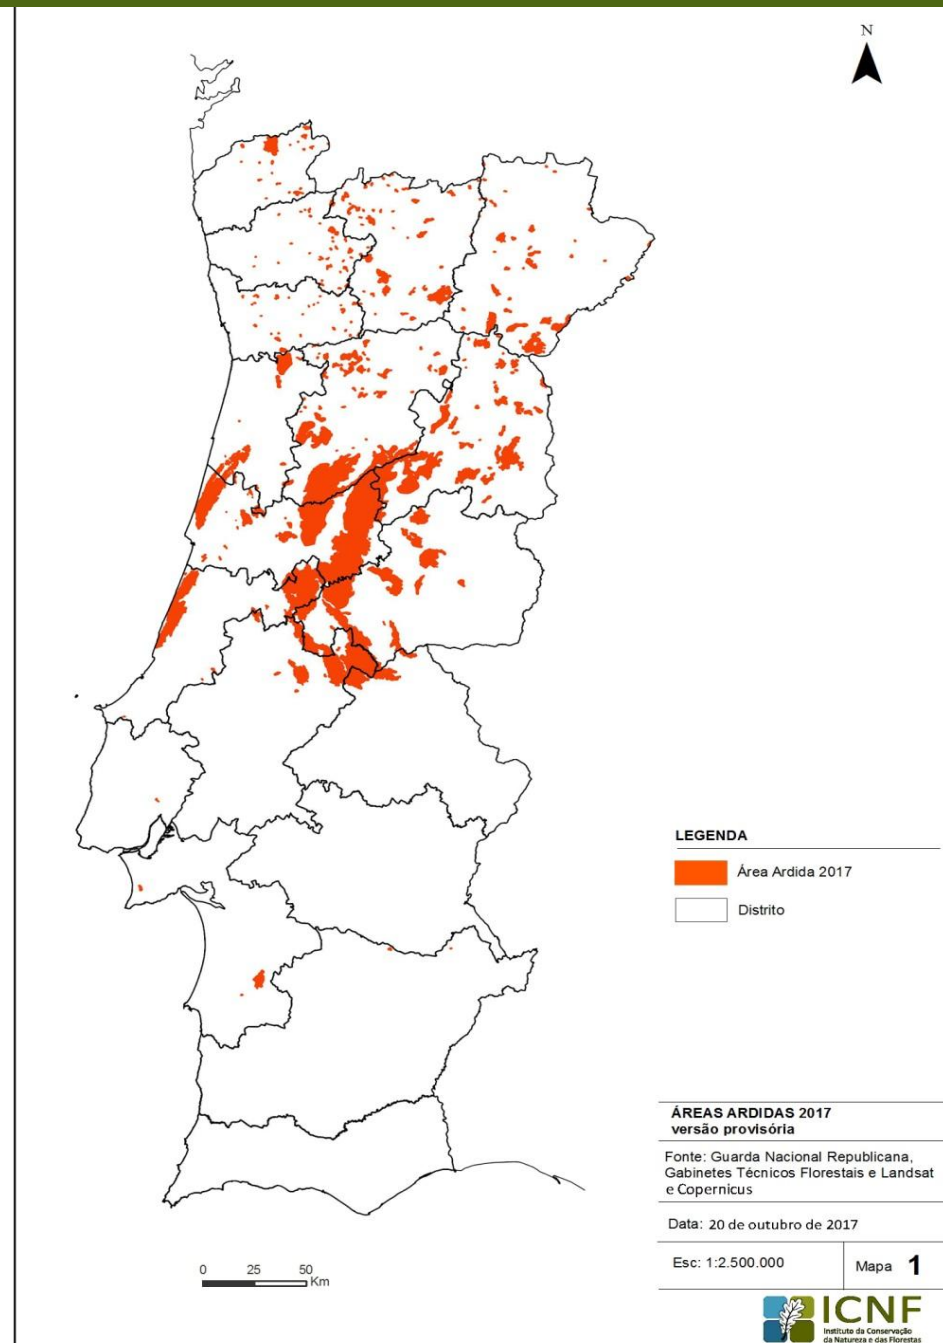 N
LEGENDA
Área Ardida 2017
Distrito
ÁREAS ARDIDAS 2017
versão provisória
Fonte: Guarda Nacional Republicana,
Gabinetes Técnicos Florestais e Landsat
e Copernicus
Data: 20 de outubro de 2017
Esc: 1:2.500.000
Mapa 1
0 25 50
Km
ICNF
Instituto da Conservação
da Natureza e das Florestas